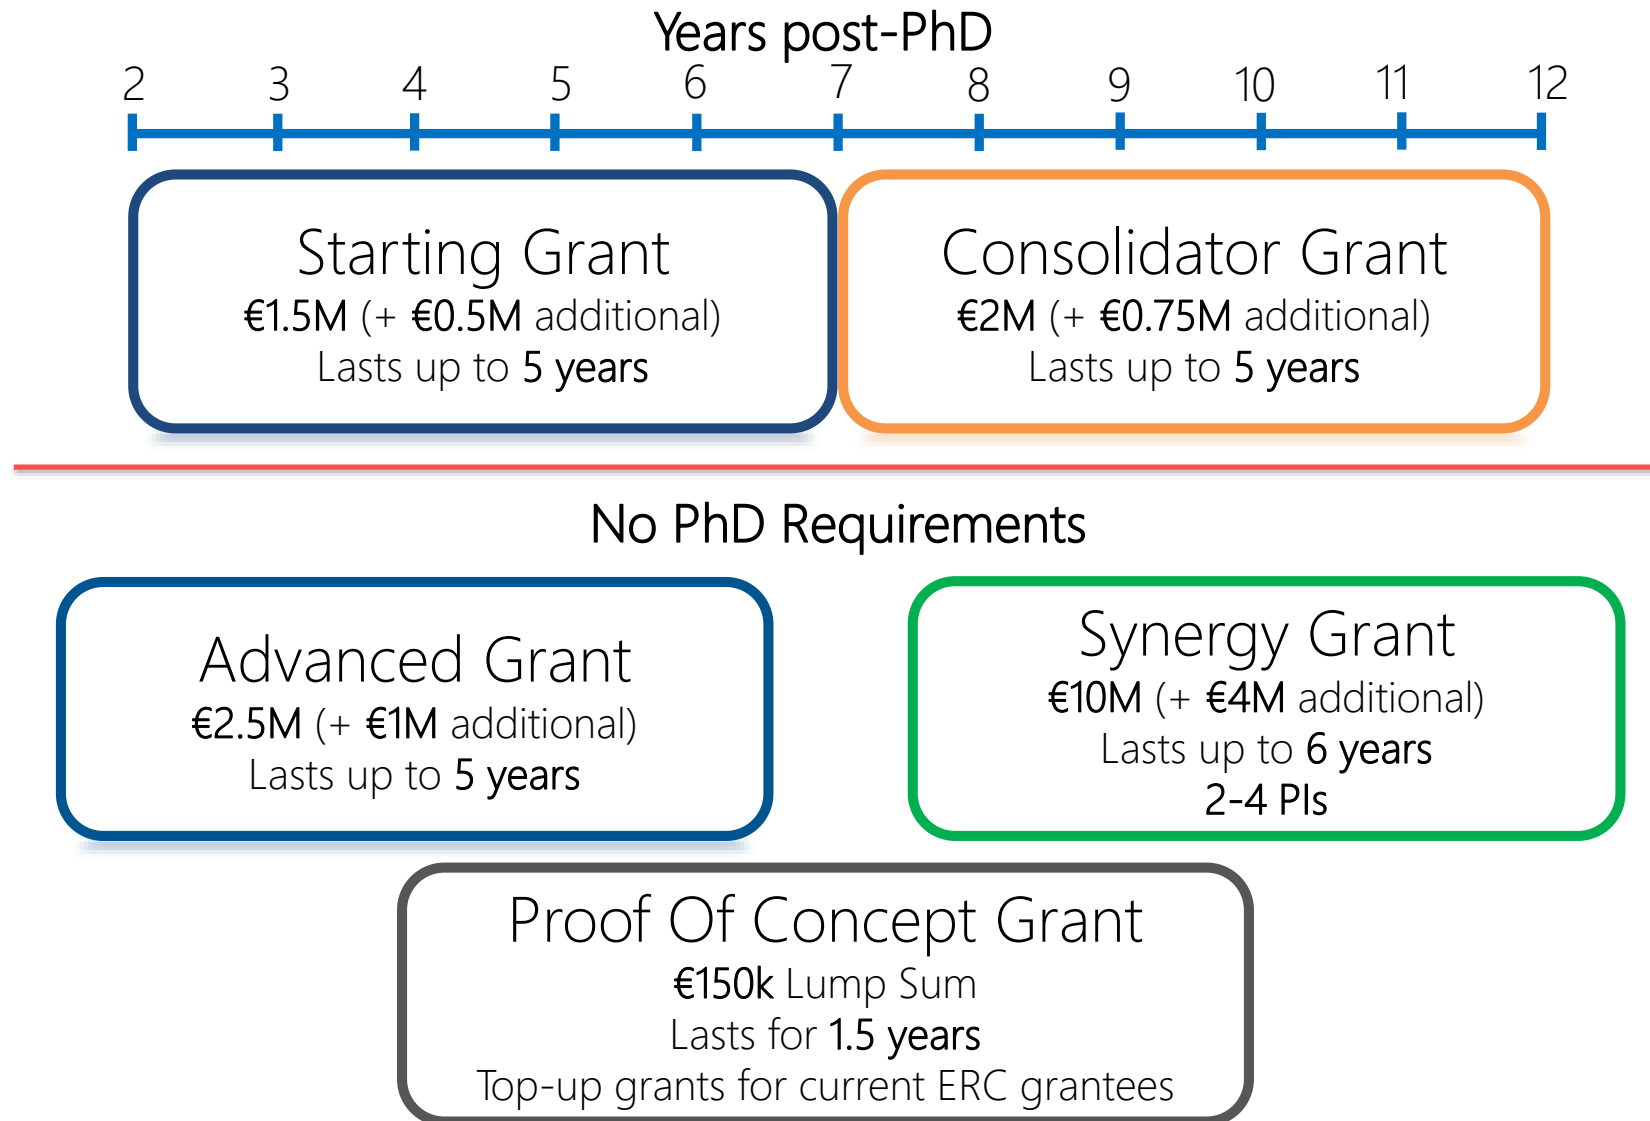 Years post-PhD
2 3 4 5 6 7 8 9 10 11 12
Starting Grant
€1.5M (+ €0.5M additional)
Lasts up to 5 years
Consolidator Grant
€2M (+ €0.75M additional)
Lasts up to 5 years
No PhD Requirements
Advanced Grant
€2.5M (+ €1M additional)
Lasts up to 5 years
Synergy Grant
€10M (+ €4M additional)
Lasts up to 6 years
2-4 PIs
Proof Of Concept Grant
€150k Lump Sum
Lasts for 1.5 years
Top-up grants for current ERC grantees